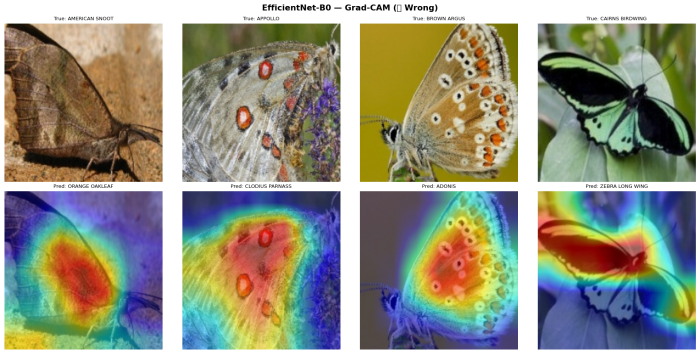 EfficientNet-B0 — Grad-CAM (▯ Wrong)
True: AMERICAN SNOOT
True: APPOLLO
True: BROWN ARGUS
True: CAIRNS BIRDWING
Pred: ORANGE OAKLEAF
Pred: CLODIUS PARNASS
Pred: ADONIS
Pred: ZEBRA LONG WING